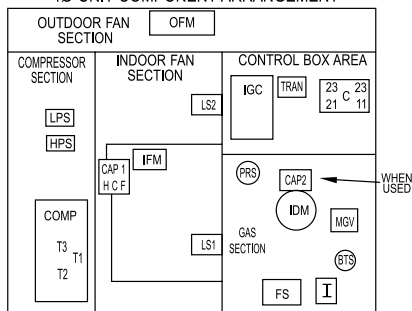 OUTDOOR FAN
SECTION
OFM
COMPRESSOR
SECTION
LPS
HPS
COMP
T3
T1
T2
INDOOR FAN
SECTION
LS2
IFM
CAP 1
H C F
LS1
CONTROL BOX AREA
IGC
TRAN
23 C 23
21 11
PRS
CAP2
WHEN
USED
IDM
MGV
GAS
SECTION
BTS
FS
I